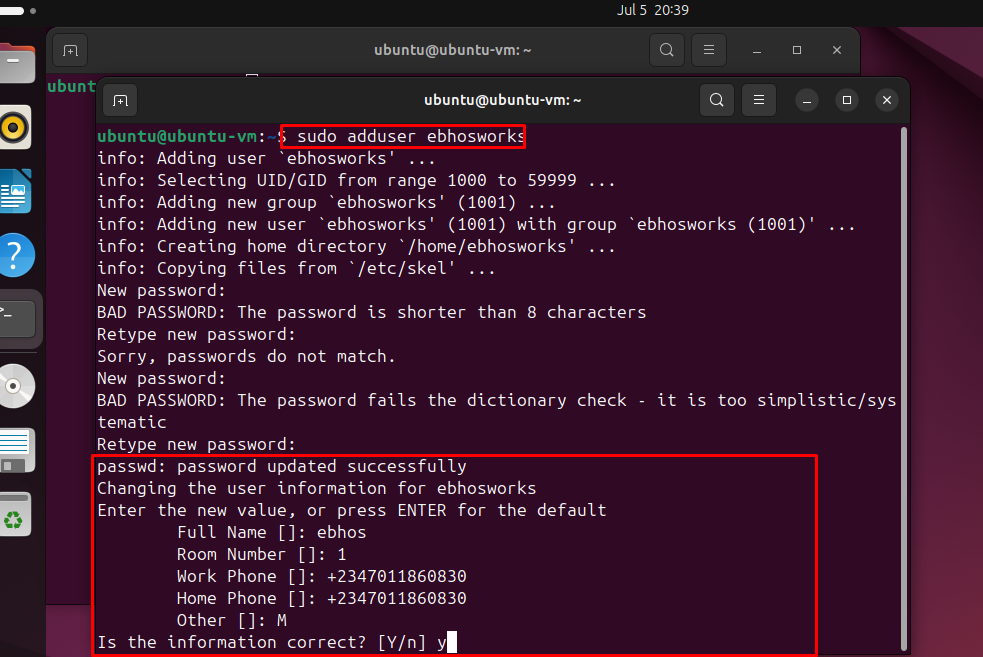 Jul 5 20:39
ubuntu@ubuntu-vm: ~
ubunt
ubuntu@ubuntu-vm: ~
ubuntu@ubuntu-vm:~$ sudo adduser ebhosworks
info: Adding user `ebhosworks' ...
info: Selecting UID/GID from range 1000 to 59999 ...
info: Adding new group `ebhosworks' (1001) ...
info: Adding new user `ebhosworks' (1001) with group `ebhosworks (1001)' ...
info: Creating home directory `/home/ebhosworks' ...
info: Copying files from `/etc/skel' ...
New password:
BAD PASSWORD: The password is shorter than 8 characters
Retype new password:
Sorry, passwords do not match.
New password:
BAD PASSWORD: The password fails the dictionary check - it is too simplistic/sys
tematic
Retype new password:
passwd: password updated successfully
Changing the user information for ebhosworks
Enter the new value, or press ENTER for the default
Full Name []: ebhos
Room Number []: 1
Work Phone []: +2347011860830
Home Phone []: +2347011860830
Other []: M
Is the information correct? [Y/n] y